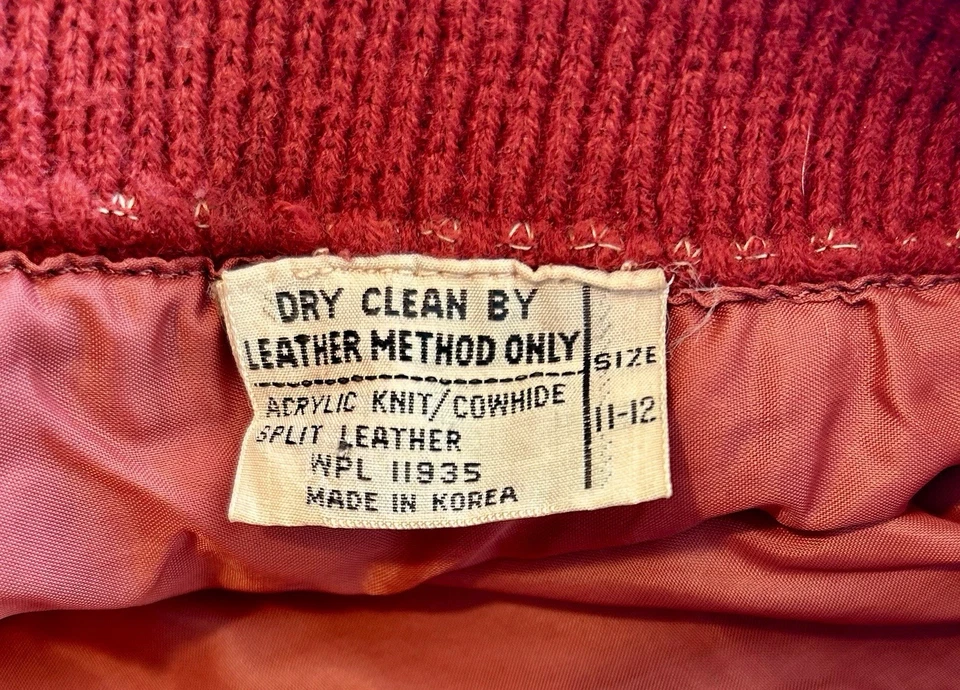 DRY CLEAN BY
LEATHER METHOD ONLY
ACRYLIC KNIT/COWHIDE
SPLIT LEATHER
WPL 11935
MADE IN KOREA
SIZE
11-12